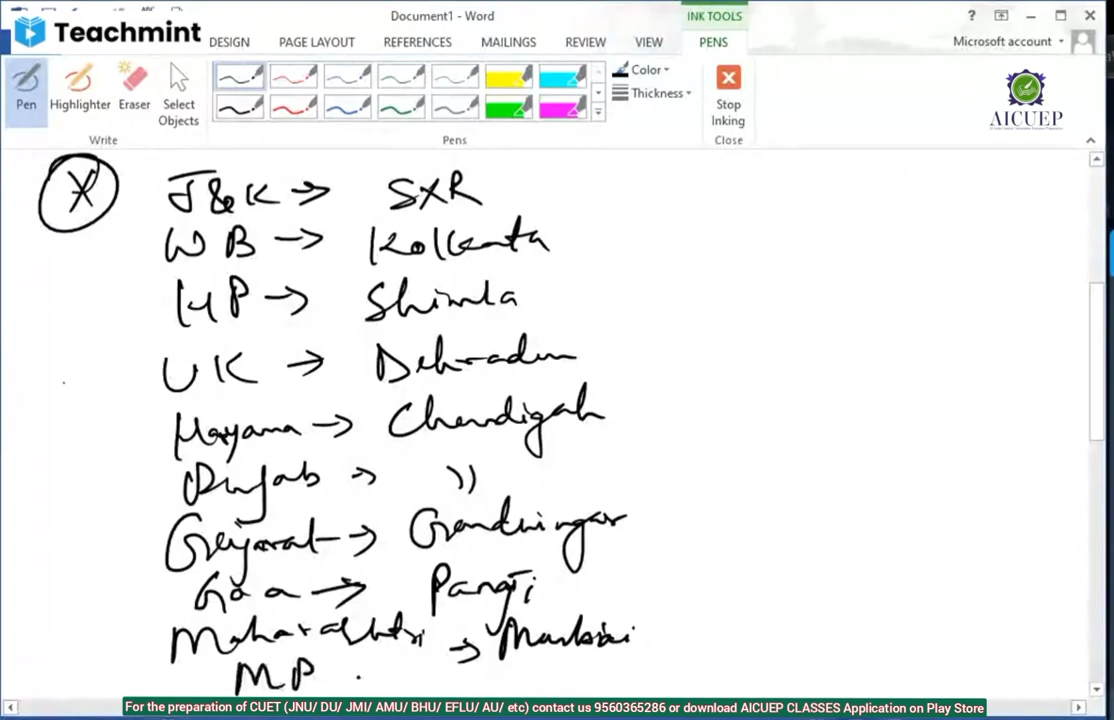 Document1 - Word
INK TOOLS
Teachmint
DESIGN PAGE LAYOUT REFERENCES MAILINGS REVIEW VIEW PENS
Microsoft account
Pen Highlighter Eraser Select Objects
Color
Thickness
Stop Inking
Write Pens Close
AICUEP
J&K → SXR
WB → Kolkata
HP → Shimla
UK → Dehradun
Haryana → Chandigah
Punjab → ))
Gujarat → Gandhingar
Goa → Panaji
Maharashtri → Mumbai
MP
For the preparation of CUET (JNU/ DU/ JMI/ AMU/ BHU/ EFLU/ AU/ etc) contact us 9560365286 or download AICUEP CLASSES Application on Play Store